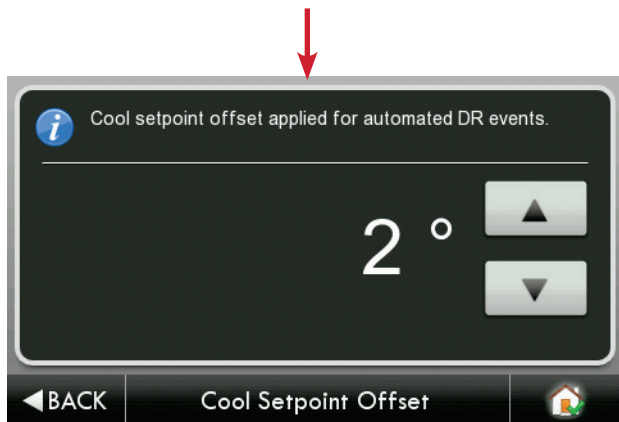 Cool setpoint offset applied for automated DR events.
2 °
BACK Cool Setpoint Offset